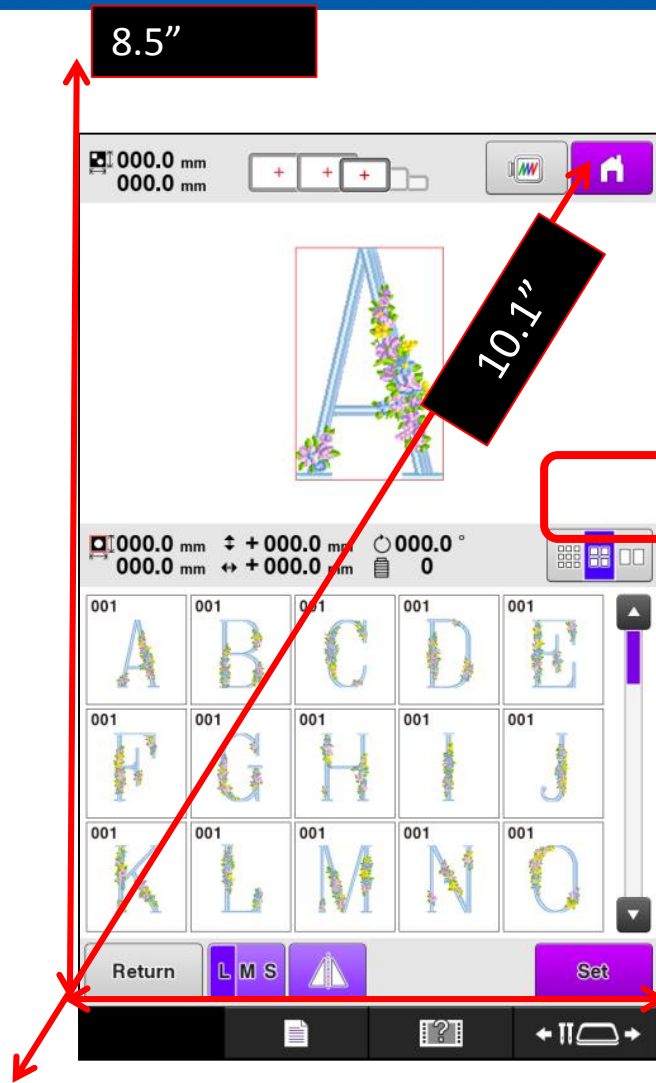 8.5”
000.0 mm
000.0 mm
10.1”
000.0 mm + 000.0 mm 000.0 °
000.0 mm + 000.0 mm 0
001 001 001 001 001
A B C D E
001 001 001 001 001
F G H I J
001 001 001 001 001
K L M N O
Return L M S Set